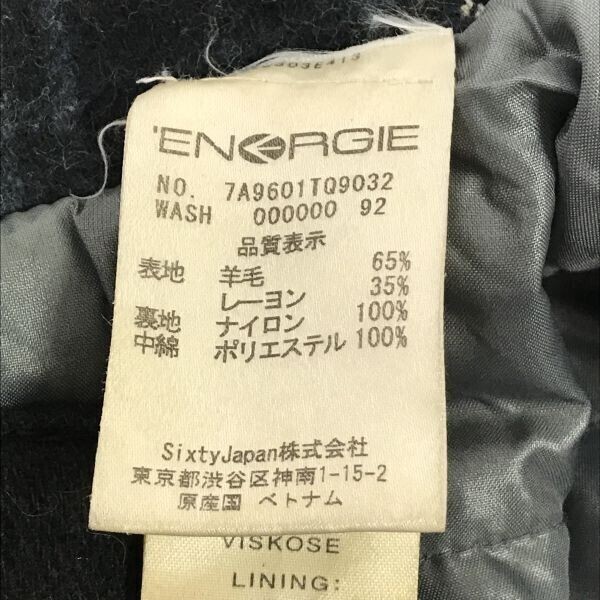 'ENERGIE
NO. 7A9601TQ9032
WASH 000000 92
品質表示
表地 羊毛 65%
レーヨン 35%
裏地 ナイロン 100%
中綿 ポリエステル 100%
SixtyJapan株式会社
東京都渋谷区神南1-15-2
原産国 ベトナム
VISKOSE
LINING: